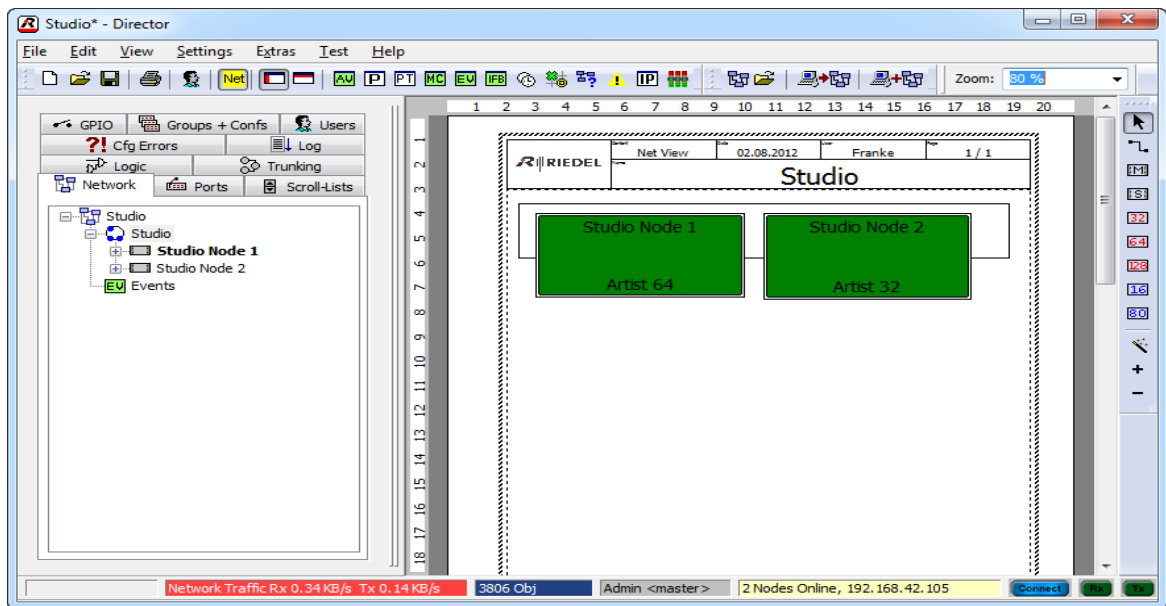 Studio* - Director
File Edit View Settings Extras Test Help
Net AV P PT MC EV IFB IP Zoom: 80 %
GPIO Groups + Confs Users
?! Cfg Errors Log
Logic Trunking
Network Ports Scroll-Lists
Studio
Studio
Studio Node 1
Studio Node 2
EV Events
1 2 3 4 5 6 7 8 9 10 11 12 13 14 15 16 17 18 19 20
1
2
3
4
5
6
7
8
9
10
11
12
13
14
15
16
17
18
RIEDEL Net View 02.08.2012 Franke 1 / 1
Studio
Studio Node 1 Studio Node 2
Artist 64 Artist 32
M
S
32
64
128
16
80
+
-
Network Traffic Rx 0.34 KB/s Tx 0.14 KB/s 3806 Obj Admin <master> 2 Nodes Online, 192.168.42.105 Connect Rx Tx